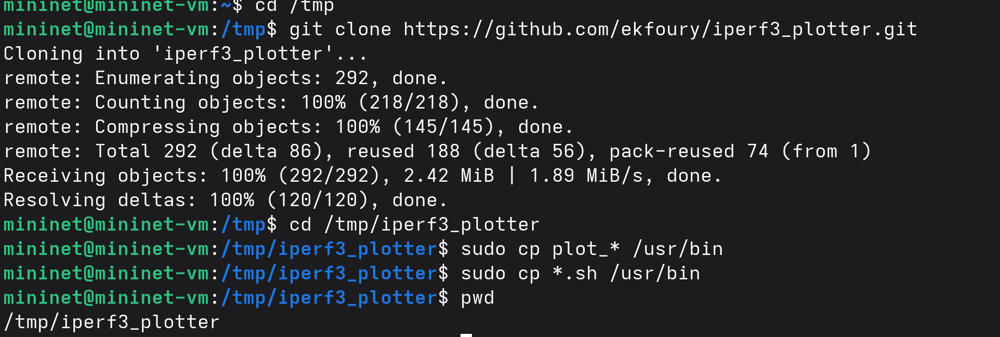 mininet@mininet-vm:~$ cd /tmp
mininet@mininet-vm:/tmp$ git clone https://github.com/ekfoury/iperf3_plotter.git
Cloning into 'iperf3_plotter'...
remote: Enumerating objects: 292, done.
remote: Counting objects: 100% (218/218), done.
remote: Compressing objects: 100% (145/145), done.
remote: Total 292 (delta 86), reused 188 (delta 56), pack-reused 74 (from 1)
Receiving objects: 100% (292/292), 2.42 MiB | 1.89 MiB/s, done.
Resolving deltas: 100% (120/120), done.
mininet@mininet-vm:/tmp$ cd /tmp/iperf3_plotter
mininet@mininet-vm:/tmp/iperf3_plotter$ sudo cp plot_* /usr/bin
mininet@mininet-vm:/tmp/iperf3_plotter$ sudo cp *.sh /usr/bin
mininet@mininet-vm:/tmp/iperf3_plotter$ pwd
/tmp/iperf3_plotter